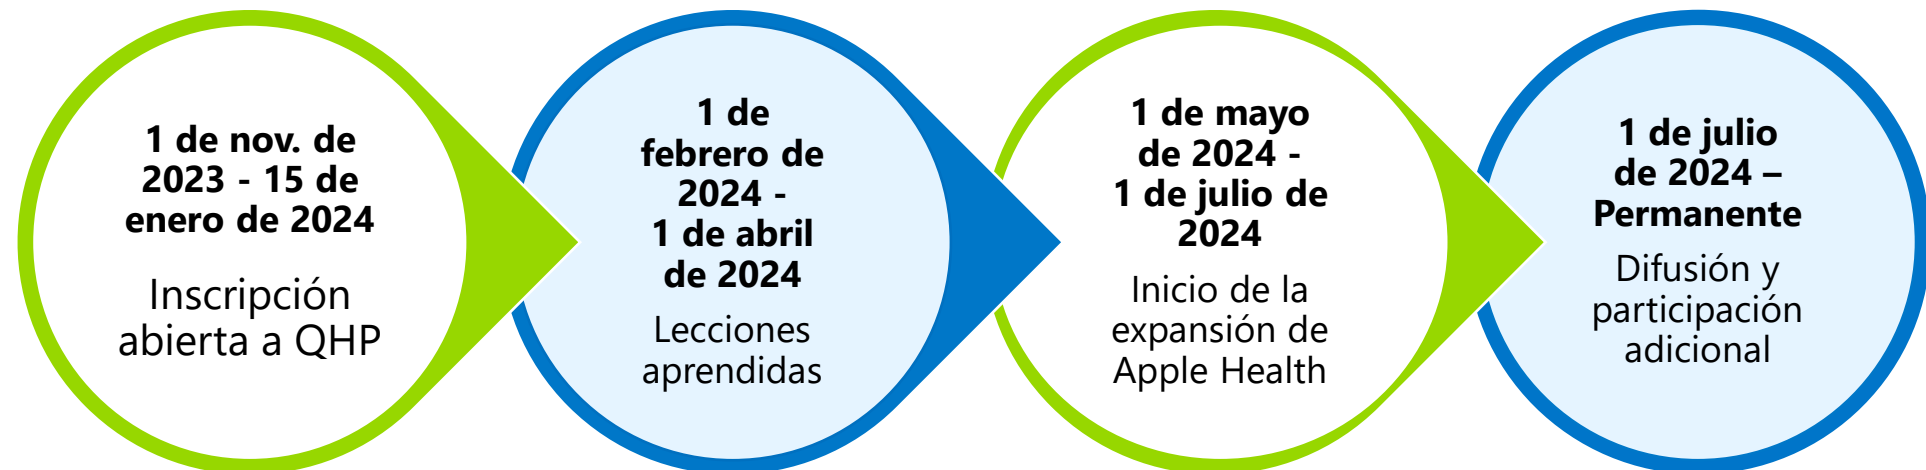 1 de nov. de
2023 - 15 de
enero de 2024
Inscripción
abierta a QHP
1 de
febrero de
2024 -
1 de abril
de 2024
Lecciones
aprendidas
1 de mayo
de 2024 -
1 de julio de
2024
Inicio de la
expansión de
Apple Health
1 de julio
de 2024 –
Permanente
Difusión y
participación
adicional